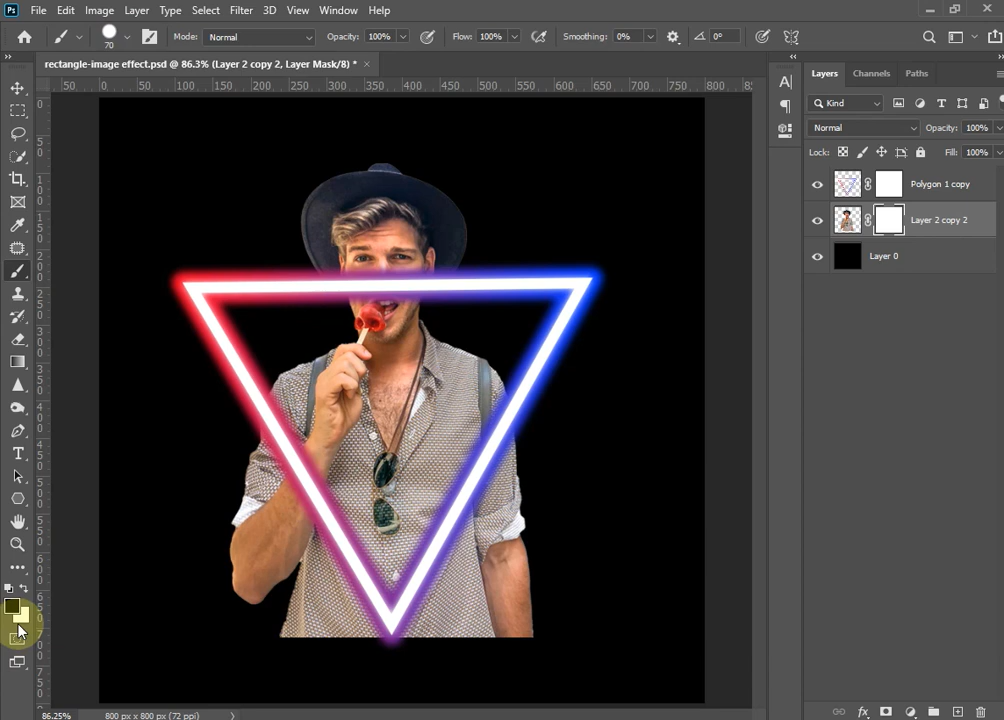 Ps File Edit Image Layer Type Select Filter 3D View Window Help
70 Mode: Normal Opacity: 100% Flow: 100% Smoothing: 0% 0°
rectangle-image effect.psd @ 86.3% (Layer 2 copy 2, Layer Mask/8) * ×
50 0 50 100 150 200 250 300 350 400 450 500 550 600 650 700 750 800
Layers Channels Paths
Kind
Normal Opacity: 100%
Lock: Fill: 100%
Polygon 1 copy
Layer 2 copy 2
Layer 0
86.25% 800 px x 800 px (72 ppi)